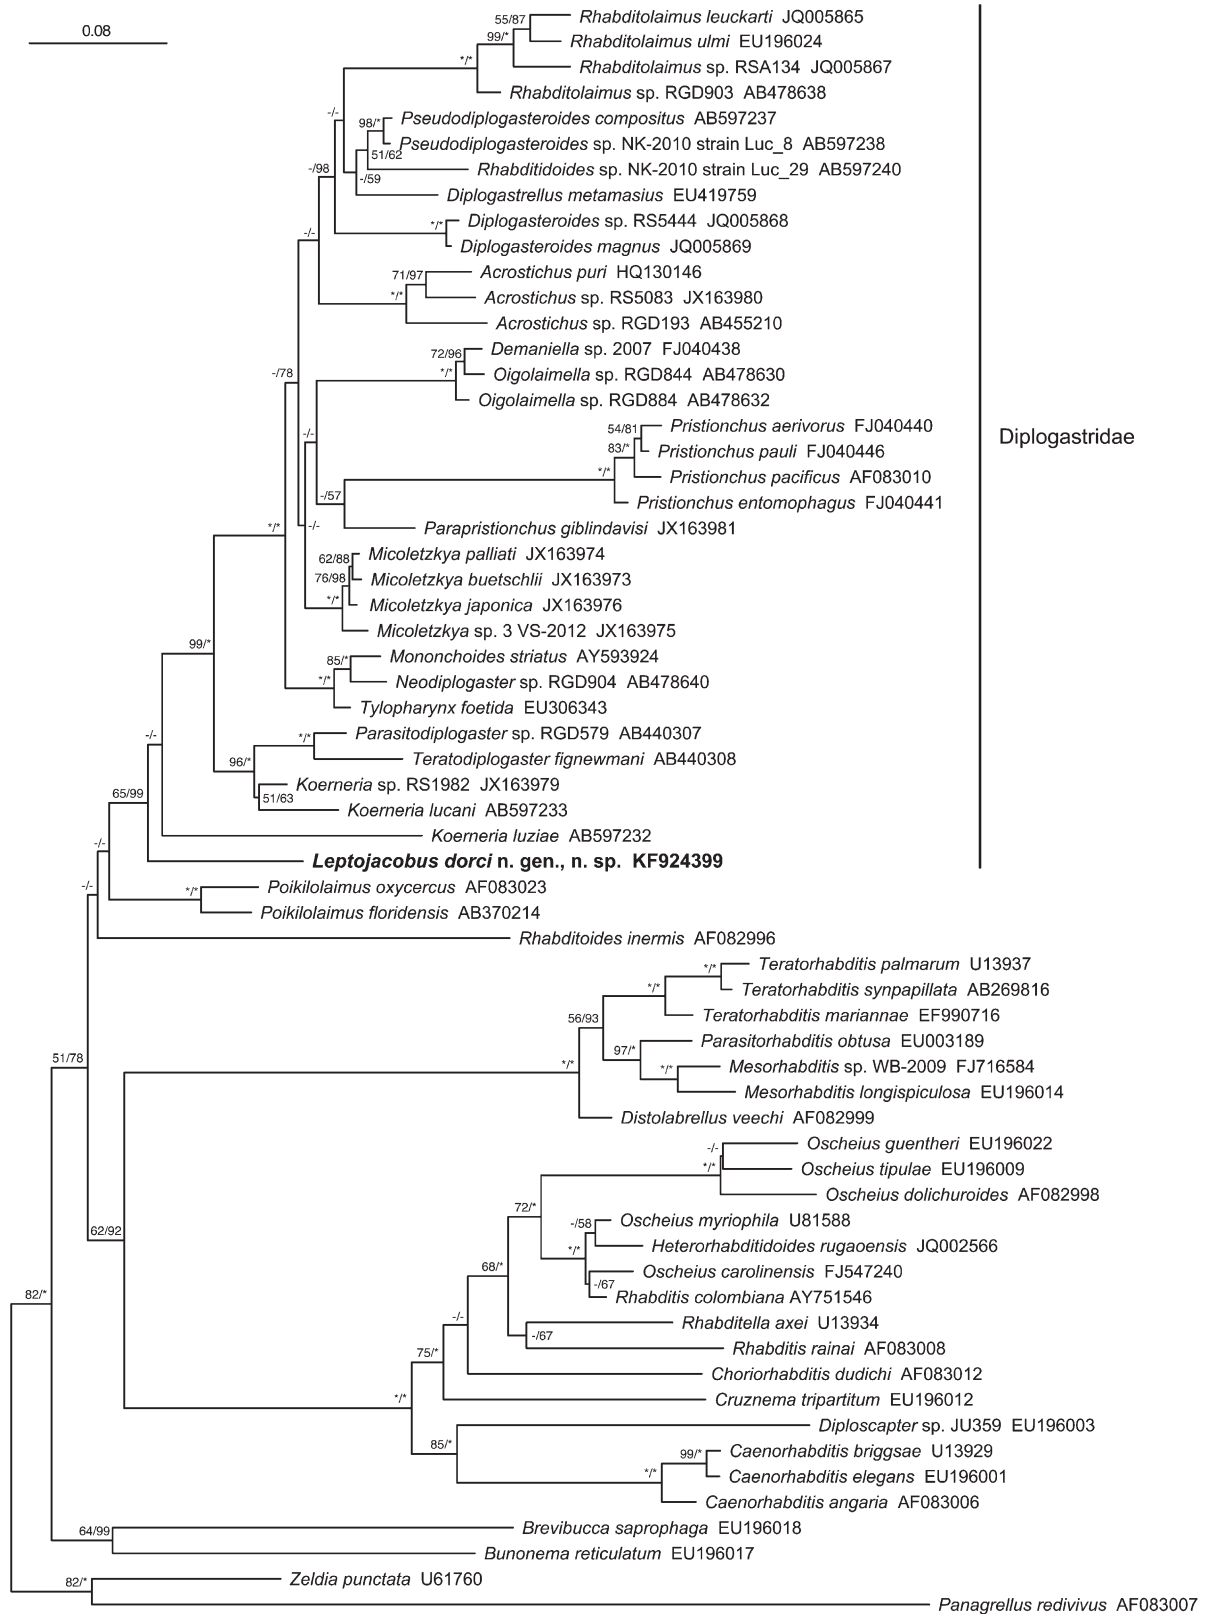 0.08
55/87
Rhabditolaimus leuckarti JQ005865
99/*
Rhabditolaimus ulmi EU196024
*/*
Rhabditolaimus sp. RSA134 JQ005867
Rhabditolaimus sp. RGD903 AB478638
-/-
98/*
Pseudodiplogasteroides compositus AB597237
Pseudodiplogasteroides sp. NK-2010 strain Luc_8 AB597238
51/62
-/98
Rhabditidoides sp. NK-2010 strain Luc_29 AB597240
-/59
Diplogastrellus metamasius EU419759
*/*
Diplogasteroides sp. RS5444 JQ005868
-/-
Diplogasteroides magnus JQ005869
71/97
Acrostichus puri HQ130146
*/*
Acrostichus sp. RS5083 JX163980
Acrostichus sp. RGD193 AB455210
72/96
Demaniella sp. 2007 FJ040438
-/78
*/*
Oigolaimella sp. RGD844 AB478630
Oigolaimella sp. RGD884 AB478632
54/81
Pristionchus aerivorus FJ040440
-/-
83/*
Diplogastridae
Pristionchus pauli FJ040446
*/*
Pristionchus pacificus AF083010
-/57
Pristionchus entomophagus FJ040441
*/*
-/-
Parapristionchus giblindavisi JX163981
62/88
Micoletzkya palliati JX163974
76/98
Micoletzkya buetschlii JX163973
*/*
Micoletzkya japonica JX163976
Micoletzkya sp. 3 VS-2012 JX163975
99/*
85/*
Mononchoides striatus AY593924
*/*
Neodiplogaster sp. RGD904 AB478640
Tylopharynx foetida EU306343
-/-
*/*
Parasitodiplogaster sp. RGD579 AB440307
96/*
Teratodiplogaster fignewmani AB440308
Koerneria sp. RS1982 JX163979
65/99
51/63
Koerneria lucani AB597233
Koerneria luziae AB597232
-/-
Leptojacobus dorci n. gen., n. sp. KF924399
-/-
*/*
Poikilolaimus oxycercus AF083023
Poikilolaimus floridensis AB370214
Rhabditoides inermis AF082996
*/*
Teratorhabditis palmarum U13937
*/*
Teratorhabditis synpapillata AB269816
56/93
Teratorhabditis mariannae EF990716
Parasitorhabditis obtusa EU003189
51/78
97/*
*/*
*/*
Mesorhabditis sp. WB-2009 FJ716584
Mesorhabditis longispiculosa EU196014
Distolabrellus veechi AF082999
-/-
Oscheius guentheri EU196022
*/*
Oscheius tipulae EU196009
Oscheius dolichuroides AF082998
72/*
-/58
Oscheius myriophila U81588
62/92
*/*
Heterorhabditidoides rugaoensis JQ002566
68/*
Oscheius carolinensis FJ547240
-/67
82/*
Rhabditis colombiana AY751546
-/-
Rhabditella axei U13934
-/67
75/*
Rhabditis rainai AF083008
Choriorhabditis dudichi AF083012
*/*
Cruznema tripartitum EU196012
Diploscapter sp. JU359 EU196003
85/*
99/*
Caenorhabditis briggsae U13929
*/*
Caenorhabditis elegans EU196001
Caenorhabditis angaria AF083006
64/99
Brevibucca saprophaga EU196018
Bunonema reticulatum EU196017
82/*
Zeldia punctata U61760
Panagrellus redivivus AF083007